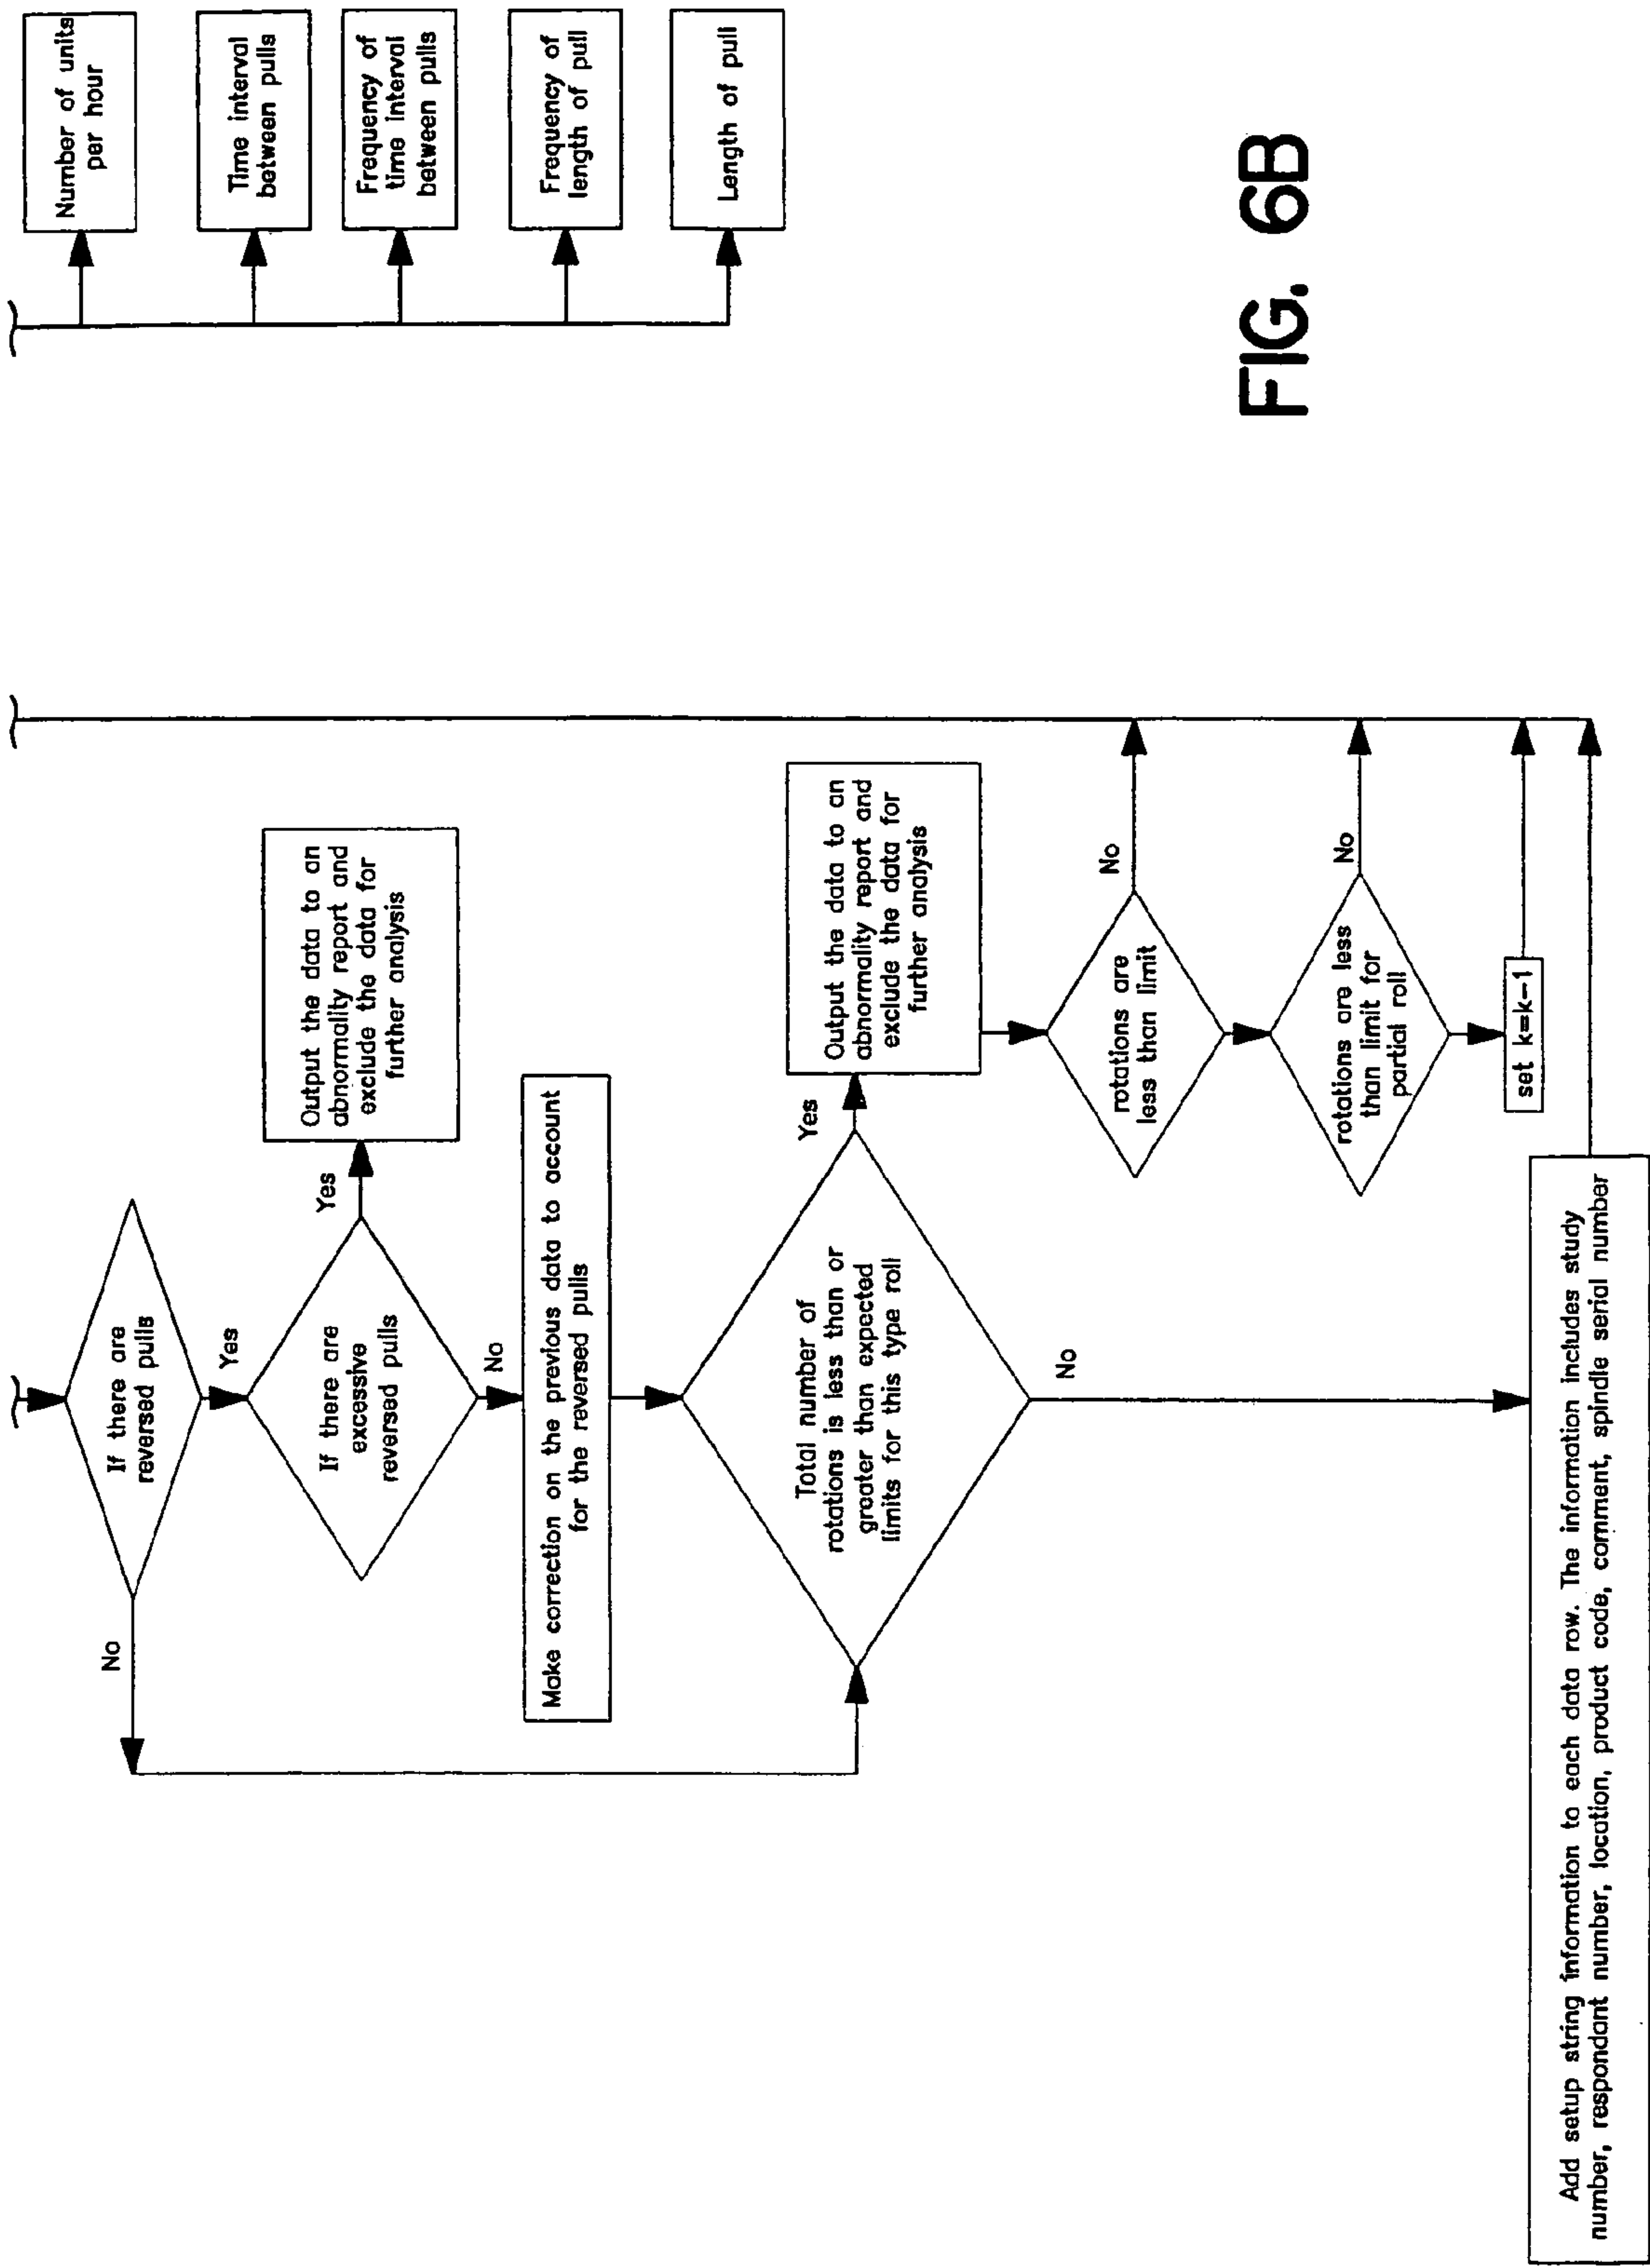 If there are
reversed pulls
No
Yes
If there are
excessive
reversed pulls
Yes
Output the data to an
abnormality report and
exclude the data for
further analysis
No
Make correction on the previous data to account
for the reversed pulls
Total number of
rotations is less than or
greater than expected
limits for this type roll
Yes
Output the data to an
abnormality report and
exclude the data for
further analysis
rotations are
less than limit
No
rotations are less
than limit for
partial roll
No
set k=k-1
No
Add setup string information to each data row. The information includes study
number, respondant number, location, product code, comment, spindle serial number
Number of units
per hour
Time interval
between pulls
Frequency of
time interval
between pulls
Frequency of
length of pull
Length of pull
FIG. 6B